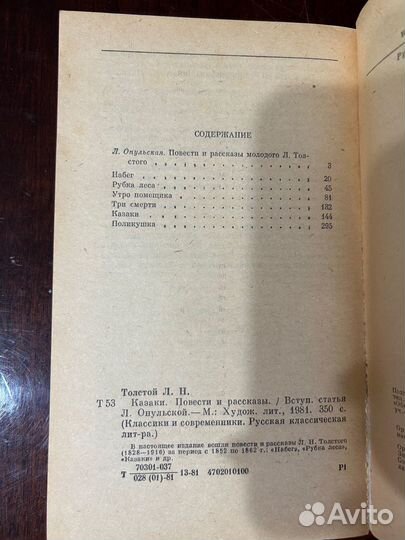 СОДЕРЖАНИЕ
Л. Опульская. Повести и рассказы молодого Л. Тол-
стого . . . . . . . . . . 3
Набег . . . . . . . . . . 20
Рубка леса . . . . . . . . . . 45
Утро помещика . . . . . . . . . . 81
Три смерти . . . . . . . . . . 132
Казаки . . . . . . . . . . 144
Поликушка . . . . . . . . . . 295
Толстой Л. Н.
Т 53 Казаки. Повести и рассказы. / Вступ. статья
Л. Опульской.— М.: Худож. лит., 1981. 350 с.
(Классики и современники. Русская классическая
лит-ра.)
В настоящее издание вошли повести и рассказы Л. Н. Толстого
(1828—1910) за период с 1852 по 1862 г.: «Набег», «Рубка леса»,
«Казаки» и др.
Т 70301-037
028 (01)-81 13-81 4702010100 Р1
Avito